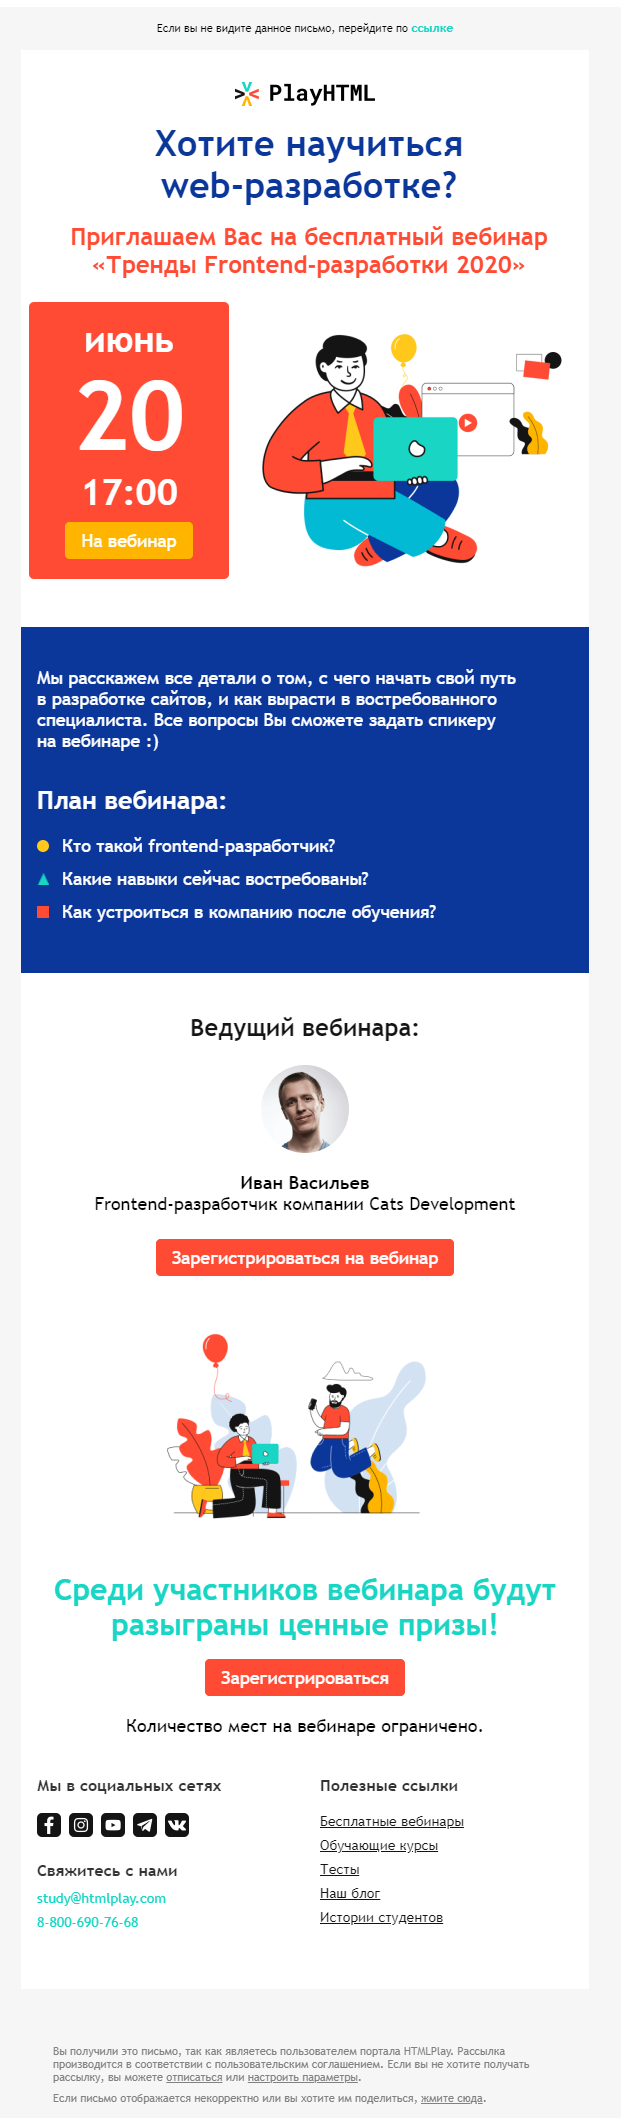 Если вы не видите данное письмо, перейдите по ссылке
PlayHTML
Хотите научиться
web-разработке?
Приглашаем Вас на бесплатный вебинар
«Тренды Frontend-разработки 2020»
июнь
20
17:00
На вебинар
Мы расскажем все детали о том, с чего начать свой путь
в разработке сайтов, и как вырасти в востребованного
специалиста. Все вопросы Вы сможете задать спикеру
на вебинаре :)
План вебинара:
Кто такой frontend-разработчик?
Какие навыки сейчас востребованы?
Как устроиться в компанию после обучения?
Ведущий вебинара:
Иван Васильев
Frontend-разработчик компании Cats Development
Зарегистрироваться на вебинар
Среди участников вебинара будут
разыграны ценные призы!
Зарегистрироваться
Количество мест на вебинаре ограничено.
Мы в социальных сетях
Свяжитесь с нами
study@htmlplay.com
8-800-690-76-68
Полезные ссылки
Бесплатные вебинары
Обучающие курсы
Тесты
Наш блог
Истории студентов
Вы получили это письмо, так как являетесь пользователем портала HTMLPlay. Рассылка
производится в соответствии с пользовательским соглашением. Если вы не хотите получать
рассылку, вы можете отписаться или настроить параметры.
Если письмо отображается некорректно или вы хотите им поделиться, жмите сюда.